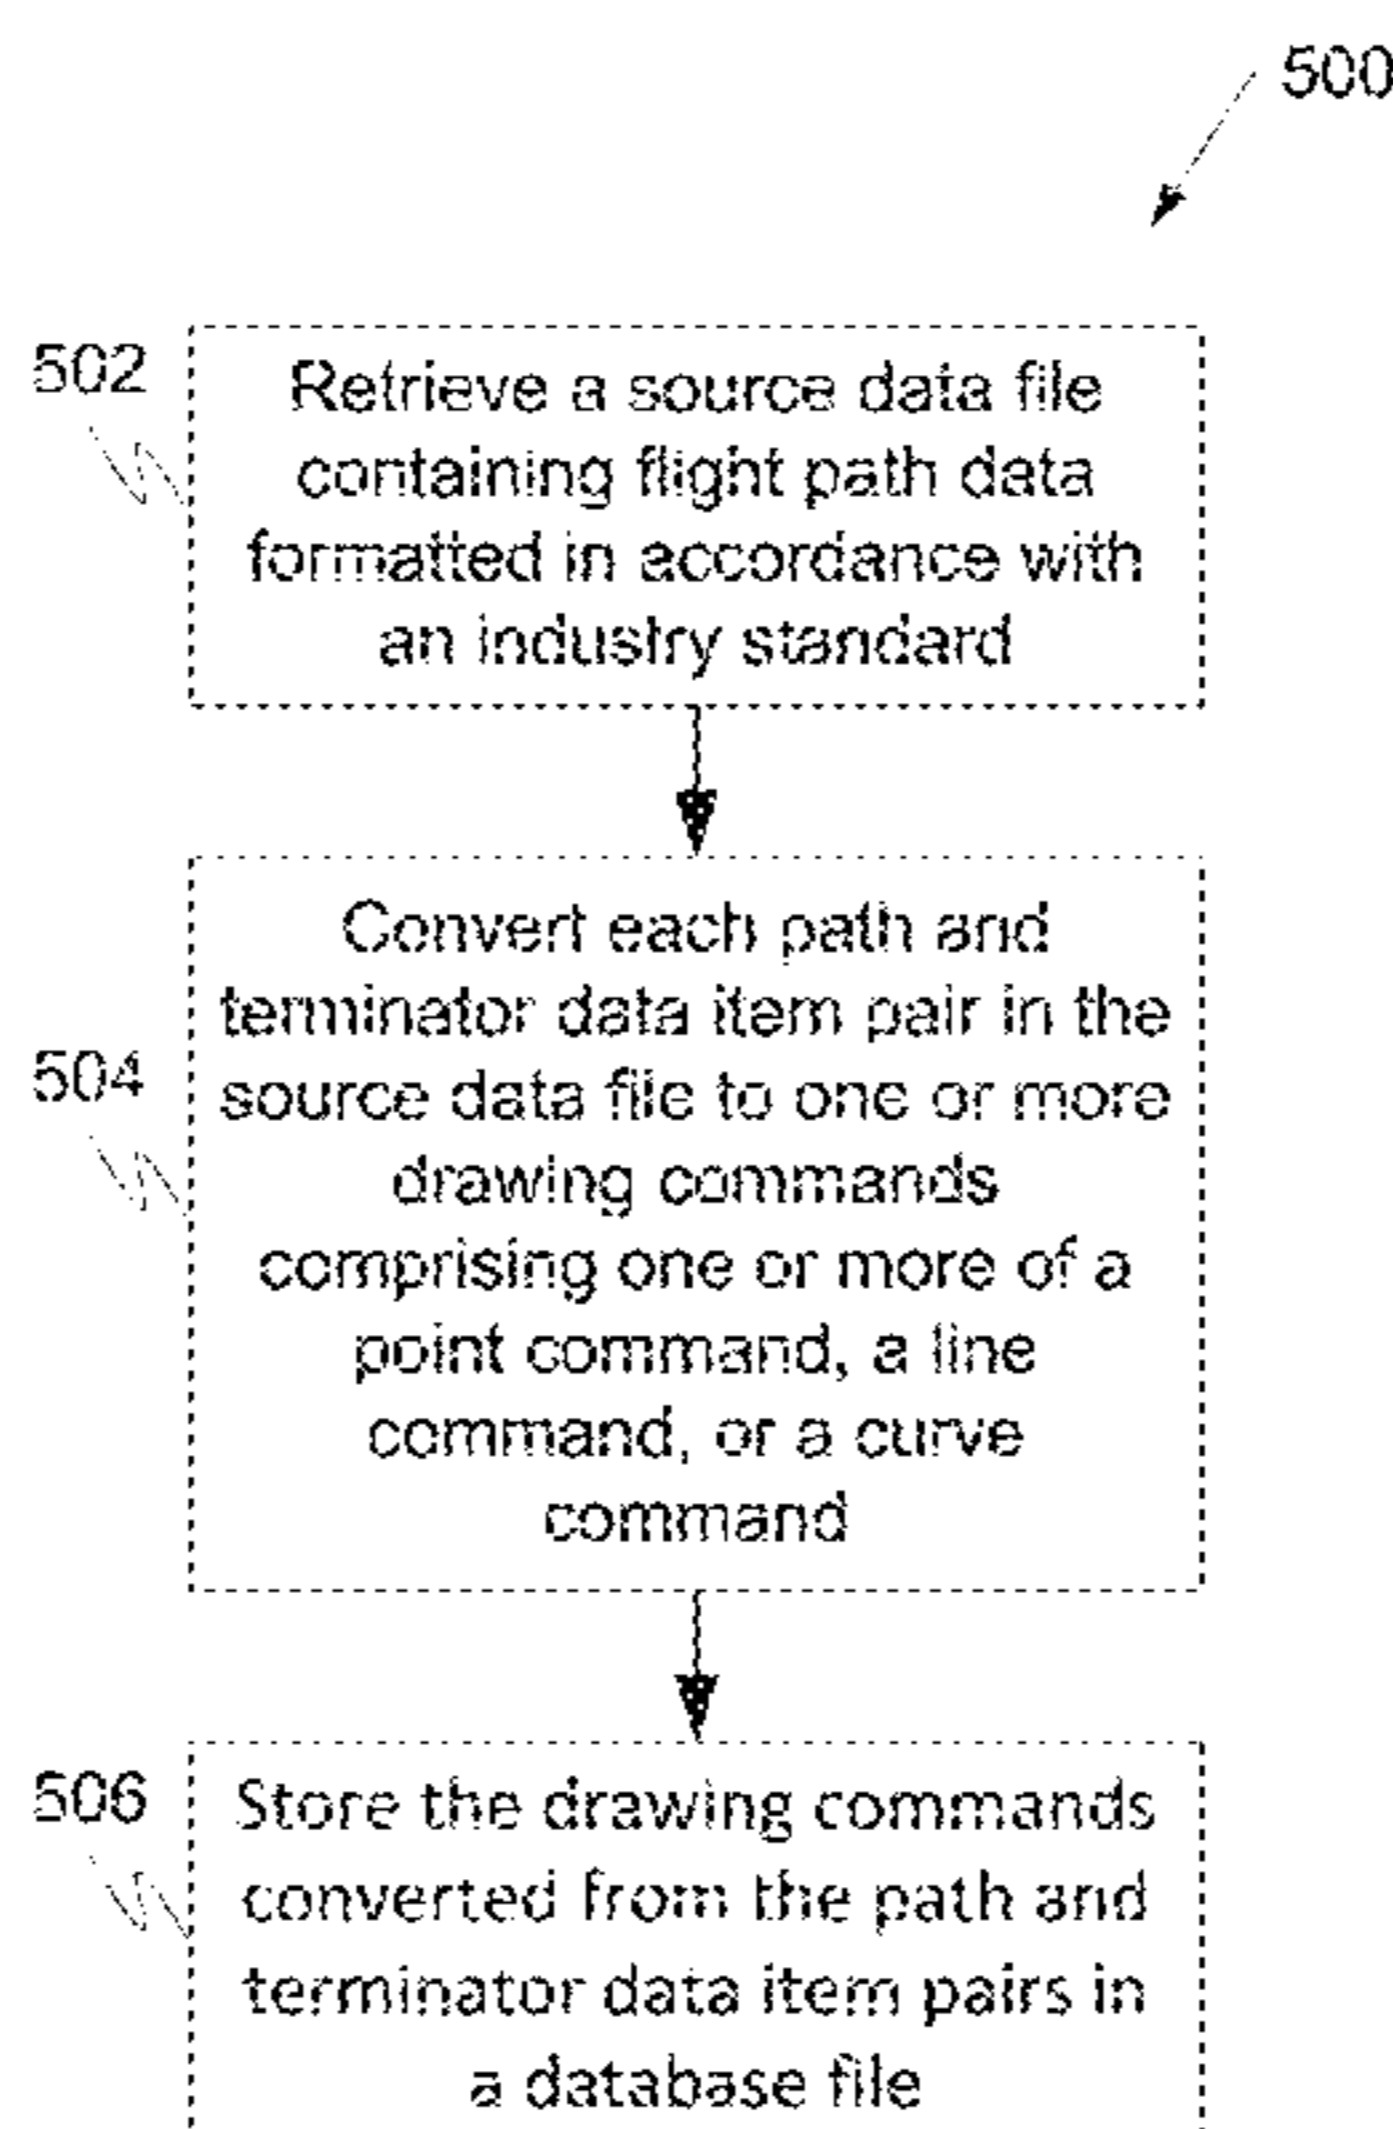 500
502
Retrieve a source data file
containing flight path data
formatted in accordance with
an industry standard
504
Convert each path and
terminator data item pair in the
source data file to one or more
drawing commands
comprising one or more of a
point command, a line
command, or a curve
command
506
Store the drawing commands
converted from the path and
terminator data item pairs in
a database file